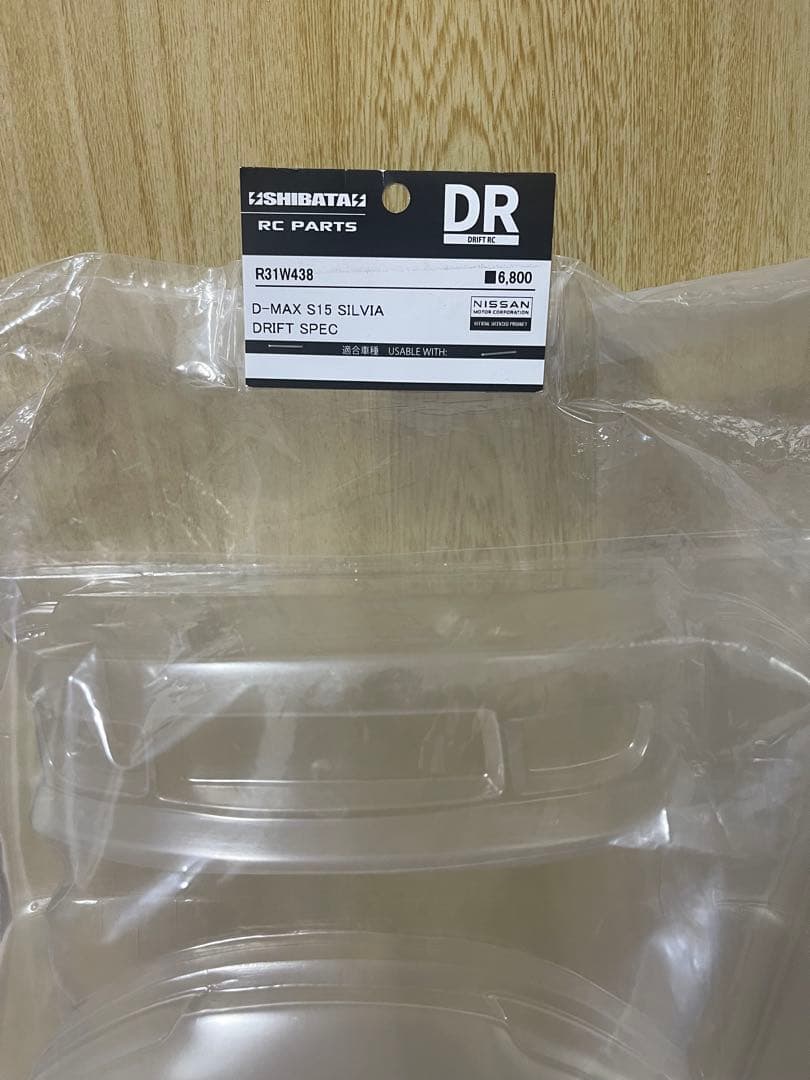 SHIBATA
RC PARTS
DR
DRIFT RC
R31W438
■6,800
D-MAX S15 SILVIA
DRIFT SPEC
NISSAN
MOTOR CORPORATION
OFFICIAL LICENSED PRODUCT
適合車種 USABLE WITH: